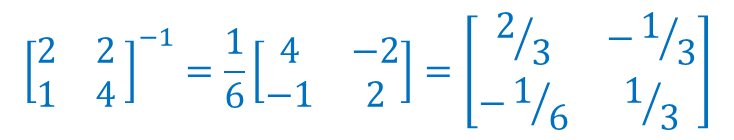 [2 2; 1 4]⁻¹ = 1/6 [4 −2; −1 2] = [2/3 −1/3; −1/6 1/3]